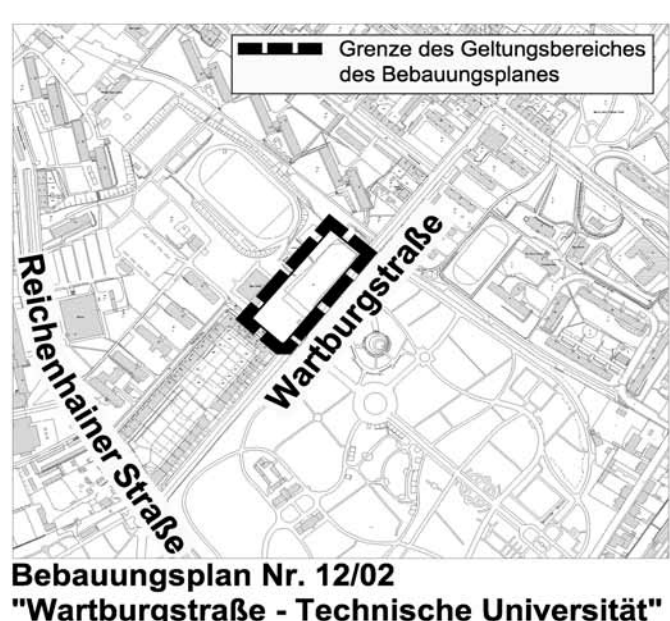 Grenze des Geltungsbereiches
des Bebauungsplanes
Wartburgstraße
Reichenhainer Straße
Bebauungsplan Nr. 12/02
"Wartburgstraße - Technische Universität"